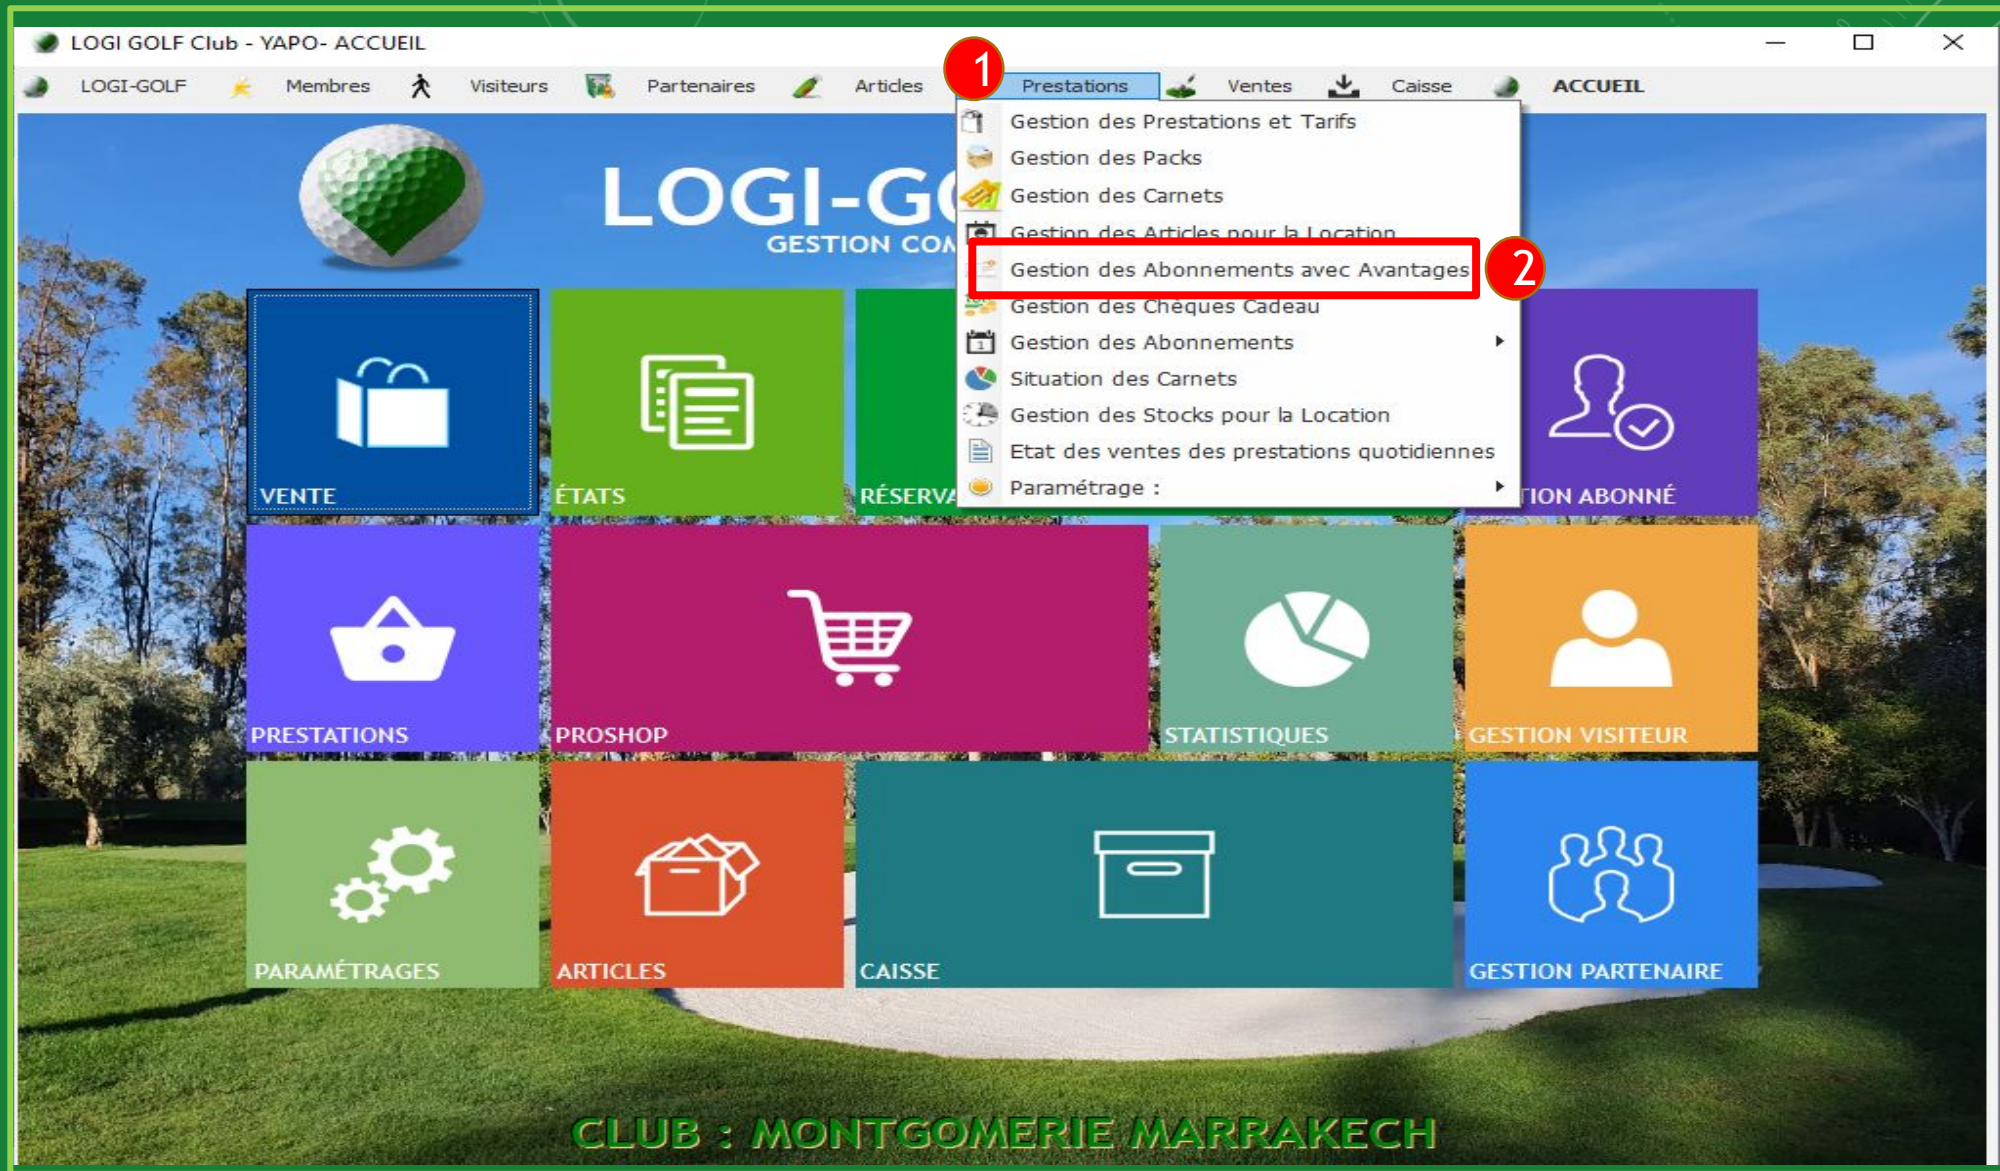 LOGI GOLF Club - YAPO- ACCUEIL
LOGI-GOLF Membres Visiteurs Partenaires Articles 1 Prestations Ventes Caisse ACCUEIL
Gestion des Prestations et Tarifs
Gestion des Packs
Gestion des Carnets
Gestion des Articles pour la Location
Gestion des Abonnements avec Avantages 2
Gestion des Chèques Cadeau
Gestion des Abonnements
Situation des Carnets
Gestion des Stocks pour la Location
Etat des ventes des prestations quotidiennes
Paramétrage :
LOGI-G
GESTION
VENTE
ÉTATS
RÉSERVA
ION ABONNÉ
PRESTATIONS
PROSHOP
STATISTIQUES
GESTION VISITEUR
PARAMÉTRAGES
ARTICLES
CAISSE
GESTION PARTENAIRE
CLUB : MONTGOMERIE MARRAKECH